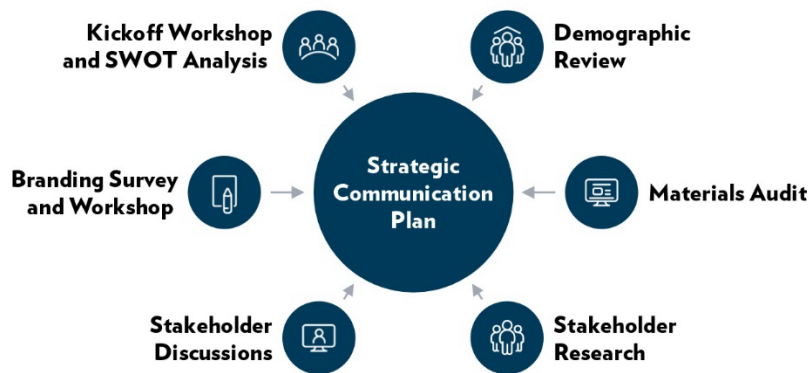 Kickoff Workshop
and SWOT Analysis
Demographic
Review
Branding Survey
and Workshop
Strategic
Communication
Plan
Materials Audit
Stakeholder
Discussions
Stakeholder
Research